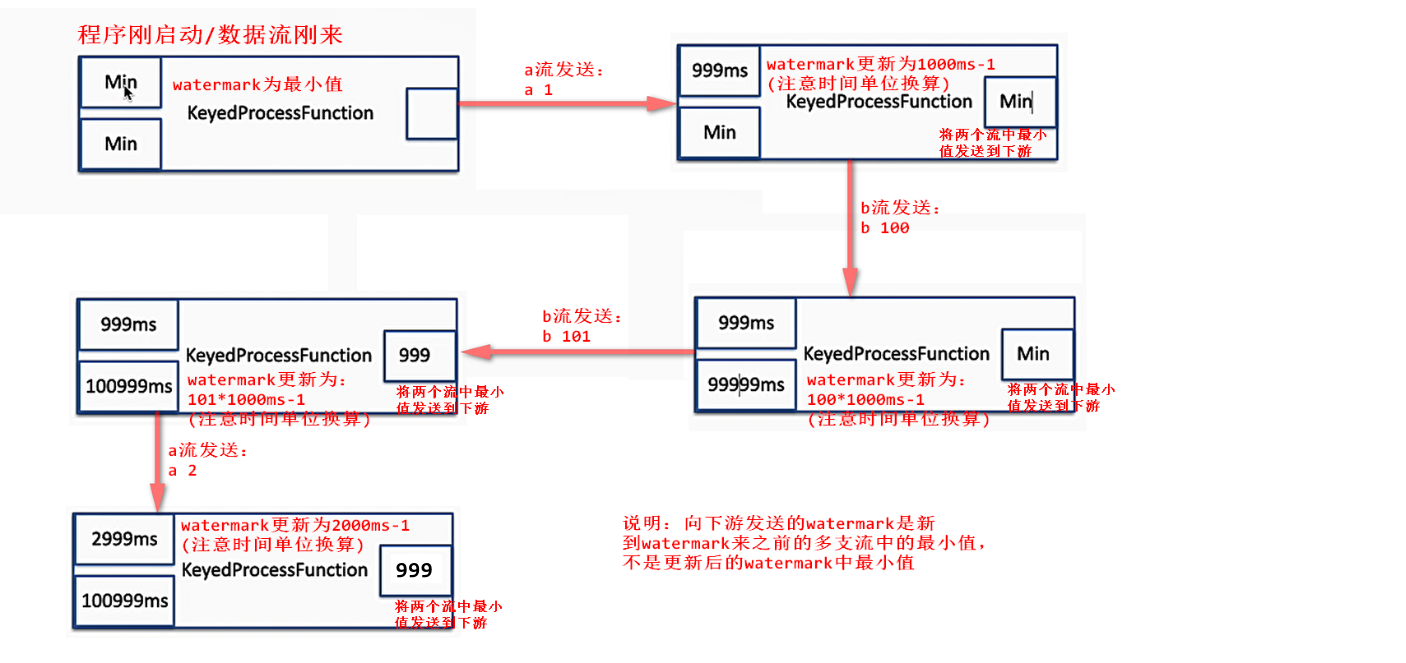 程序刚启动/数据流刚来
Min
watermark为最小值
KeyedProcessFunction
Min
a流发送：
a 1
999ms
watermark更新为1000ms-1
(注意时间单位换算)
KeyedProcessFunction
Min
Min
将两个流中最小
值发送到下游
b流发送：
b 100
999ms
KeyedProcessFunction
Min
99999ms
watermark更新为：
100*1000ms-1
(注意时间单位换算)
将两个流中最小
值发送到下游
b流发送：
b 101
999ms
KeyedProcessFunction
999
100999ms
watermark更新为：
101*1000ms-1
(注意时间单位换算)
将两个流中最小
值发送到下游
a流发送：
a 2
2999ms
watermark更新为2000ms-1
(注意时间单位换算)
KeyedProcessFunction
999
100999ms
将两个流中最小
值发送到下游
说明：向下游发送的watermark是新
到watermark来之前的多支流中的最小值，
不是更新后的watermark中最小值